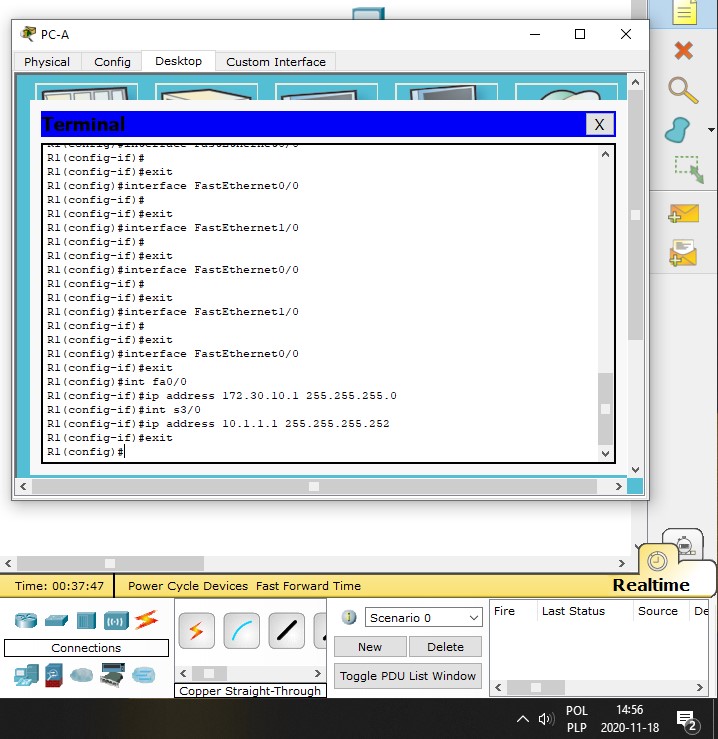 PC-A
Physical Config Desktop Custom Interface
Terminal X
R1(config)#interface FastEthernet0/0
R1(config-if)#
R1(config-if)#exit
R1(config)#interface FastEthernet0/0
R1(config-if)#
R1(config-if)#exit
R1(config)#interface FastEthernet1/0
R1(config-if)#
R1(config-if)#exit
R1(config)#interface FastEthernet0/0
R1(config-if)#
R1(config-if)#exit
R1(config)#interface FastEthernet1/0
R1(config-if)#
R1(config-if)#exit
R1(config)#interface FastEthernet0/0
R1(config-if)#exit
R1(config)#int fa0/0
R1(config-if)#ip address 172.30.10.1 255.255.255.0
R1(config-if)#int s3/0
R1(config-if)#ip address 10.1.1.1 255.255.255.252
R1(config-if)#exit
R1(config)#
Time: 00:37:47 Power Cycle Devices Fast Forward Time Realtime
Connections
Copper Straight-Through
Scenario 0
New Delete
Toggle PDU List Window
Fire Last Status Source De
POL
PLP
14:56
2020-11-18
2